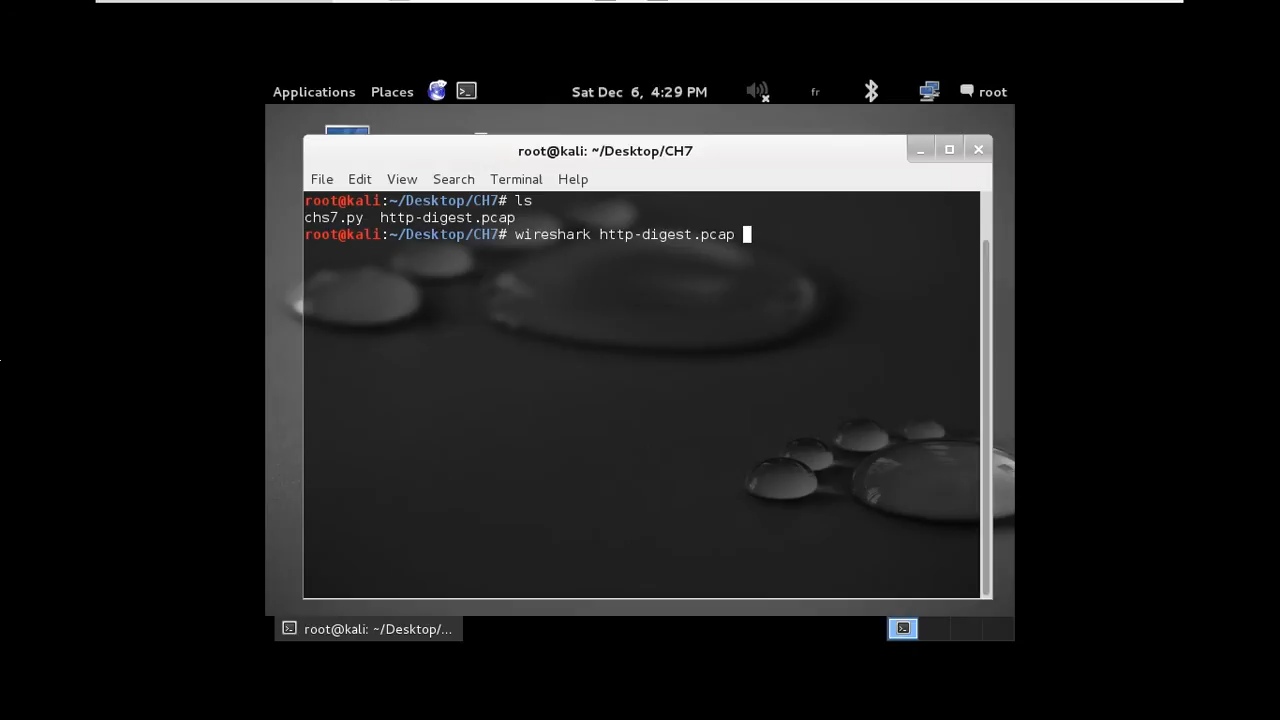 Applications Places Sat Dec 6, 4:29 PM fr root
root@kali: ~/Desktop/CH7
File Edit View Search Terminal Help
root@kali:~/Desktop/CH7# ls
chs7.py  http-digest.pcap
root@kali:~/Desktop/CH7# wireshark http-digest.pcap
root@kali: ~/Desktop/...